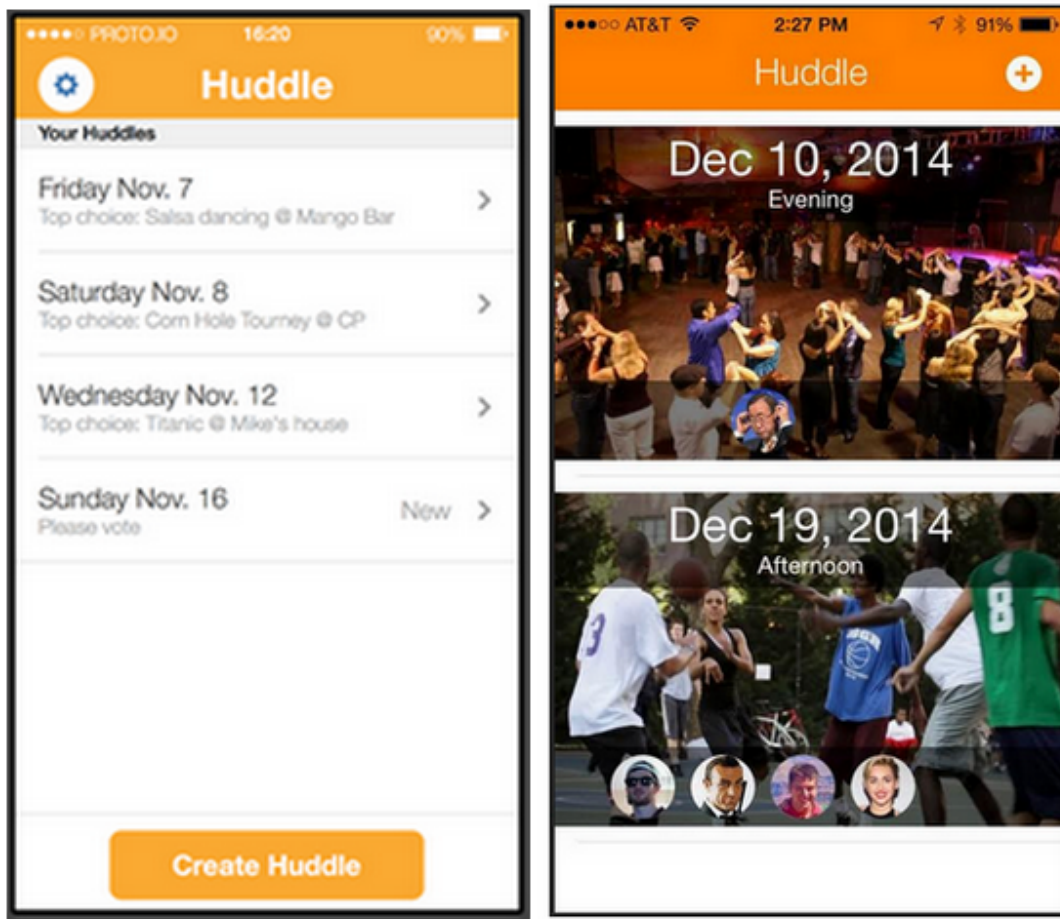 PROTO.IO 16:20 90%
Huddle
Your Huddles
Friday Nov. 7
Top choice: Salsa dancing @ Mango Bar
Saturday Nov. 8
Top choice: Corn Hole Tourney @ CP
Wednesday Nov. 12
Top choice: Titanic @ Mike's house
Sunday Nov. 16
New
Please vote
Create Huddle
AT&T 2:27 PM 91%
Huddle
Dec 10, 2014
Evening
Dec 19, 2014
Afternoon
3
8